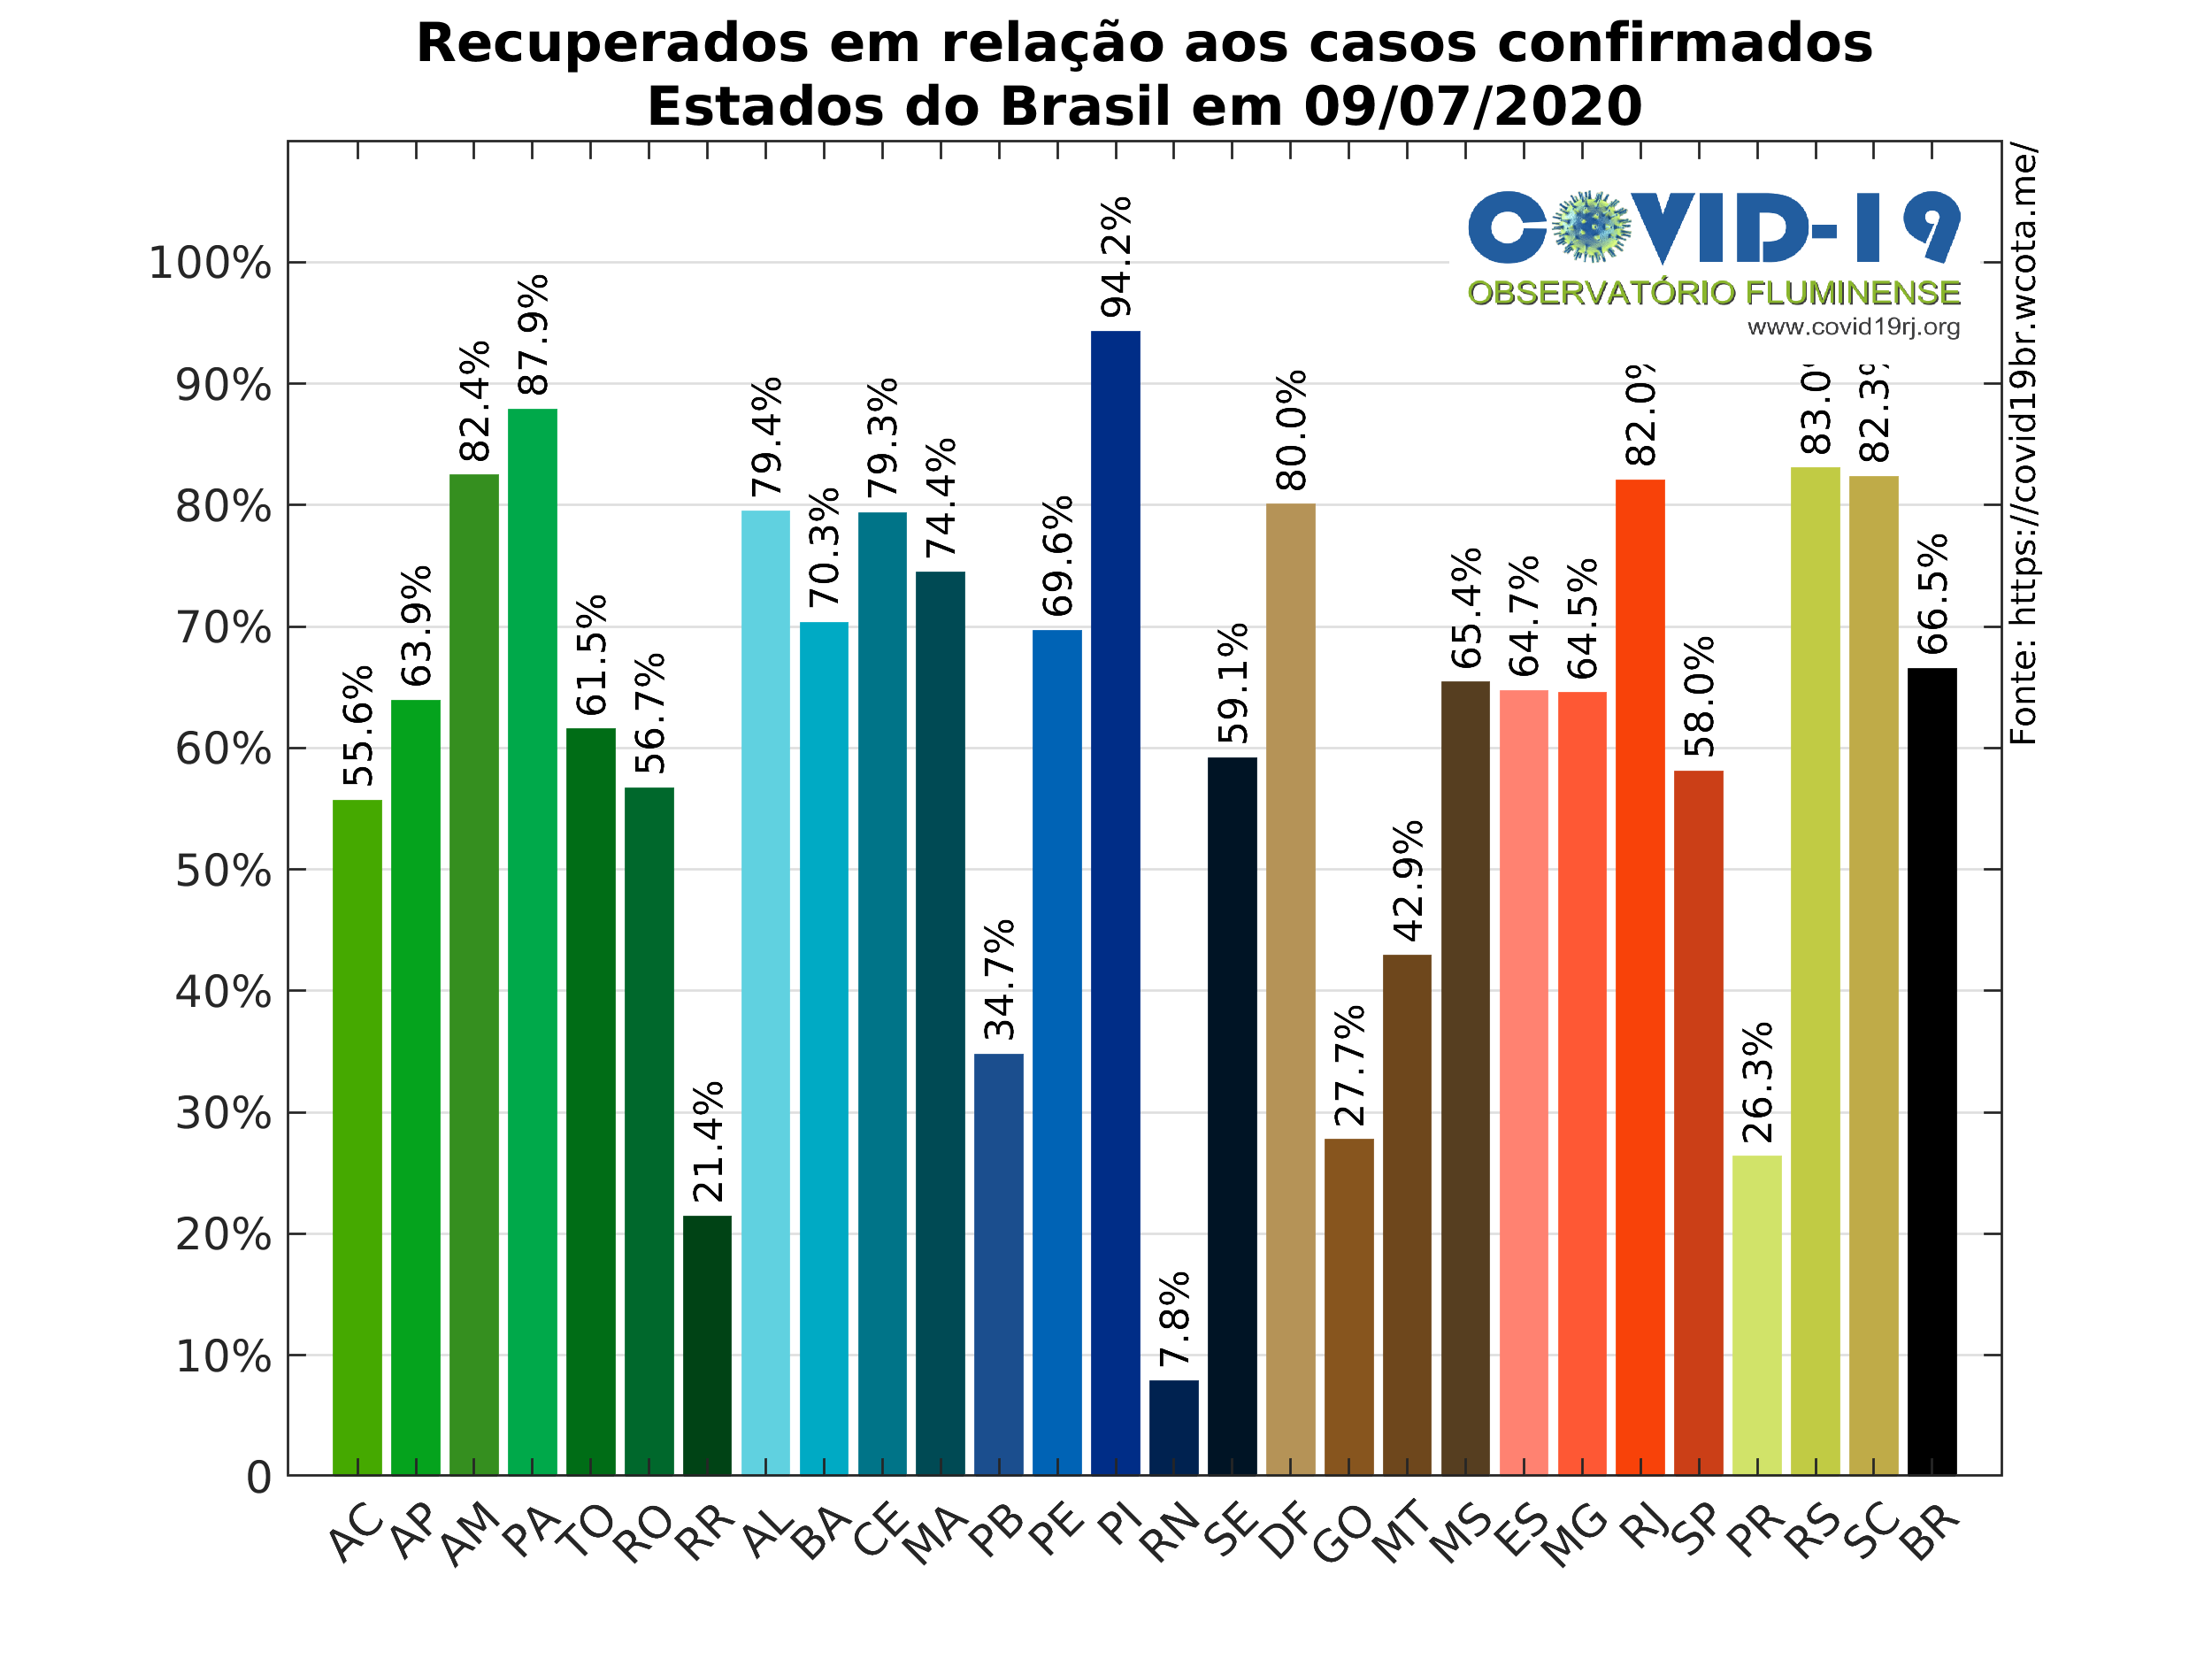 Recuperados em relação aos casos confirmados
Estados do Brasil em 09/07/2020
COVID-19
OBSERVATÓRIO FLUMINENSE
www.covid19rj.org
Fonte: https://covid19br.wcota.me/
100%
90%
80%
70%
60%
50%
40%
30%
20%
10%
0
55.6%
63.9%
82.4%
87.9%
61.5%
56.7%
21.4%
79.4%
70.3%
79.3%
74.4%
34.7%
69.6%
94.2%
7.8%
59.1%
80.0%
27.7%
42.9%
65.4%
64.7%
64.5%
82.0%
58.0%
26.3%
83.0
82.3%
66.5%
AC
AP
AM
PA
TO
RO
RR
AL
BA
CE
MA
PB
PE
PI
RN
SE
DF
GO
MT
MS
ES
MG
RJ
SP
PR
RS
SC
BR